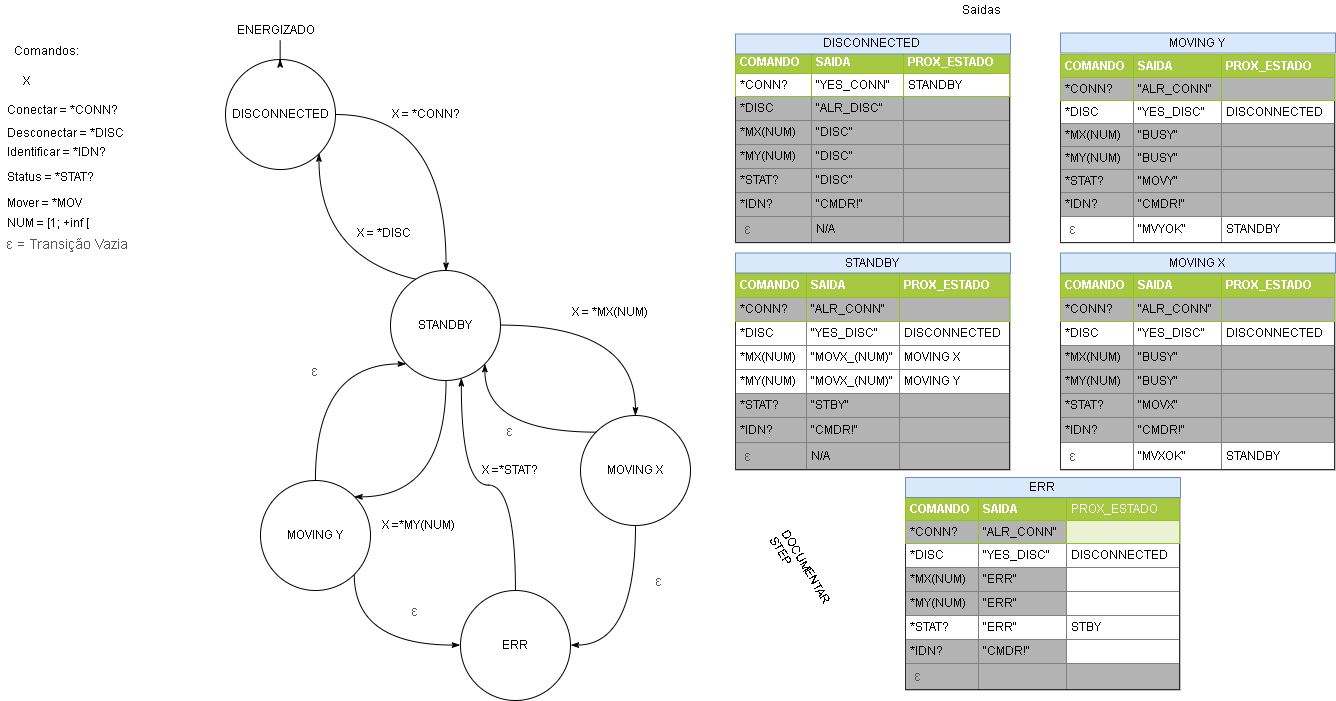 Comandos:
X
Conectar = *CONN?
Desconectar = *DISC
Identificar = *IDN?
Status = *STAT?
Mover = *MOV
NUM = [1; +inf [
ε = Transição Vazia
ENERGIZADO
DISCONNECTED
X = *CONN?
X = *DISC
STANDBY
X = *MX(NUM)
ε
ε
MOVING X
X =*STAT?
X =*MY(NUM)
MOVING Y
ε
ε
ERR
Saidas
DISCONNECTED
COMANDO SAIDA PROX_ESTADO
*CONN? "YES_CONN" STANDBY
*DISC "ALR_DISC"
*MX(NUM) "DISC"
*MY(NUM) "DISC"
*STAT? "DISC"
*IDN? "CMDR!"
ε N/A
MOVING Y
COMANDO SAIDA PROX_ESTADO
*CONN? "ALR_CONN"
*DISC "YES_DISC" DISCONNECTED
*MX(NUM) "BUSY"
*MY(NUM) "BUSY"
*STAT? "MOVY"
*IDN? "CMDR!"
ε "MVYOK" STANDBY
STANDBY
COMANDO SAIDA PROX_ESTADO
*CONN? "ALR_CONN"
*DISC "YES_DISC" DISCONNECTED
*MX(NUM) "MOVX_(NUM)" MOVING X
*MY(NUM) "MOVX_(NUM)" MOVING Y
*STAT? "STBY"
*IDN? "CMDR!"
ε N/A
MOVING X
COMANDO SAIDA PROX_ESTADO
*CONN? "ALR_CONN"
*DISC "YES_DISC" DISCONNECTED
*MX(NUM) "BUSY"
*MY(NUM) "BUSY"
*STAT? "MOVX"
*IDN? "CMDR!"
ε "MVXOK" STANDBY
DOCUMENTAR
STEP
ERR
COMANDO SAIDA PROX_ESTADO
*CONN? "ALR_CONN"
*DISC "YES_DISC" DISCONNECTED
*MX(NUM) "ERR"
*MY(NUM) "ERR"
*STAT? "ERR" STBY
*IDN? "CMDR!"
ε